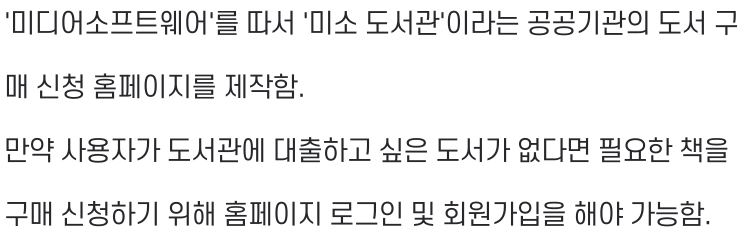 '미디어소프트웨어'를 따서 '미소 도서관'이라는 공공기관의 도서 구
매 신청 홈페이지를 제작함.
만약 사용자가 도서관에 대출하고 싶은 도서가 없다면 필요한 책을
구매 신청하기 위해 홈페이지 로그인 및 회원가입을 해야 가능함.